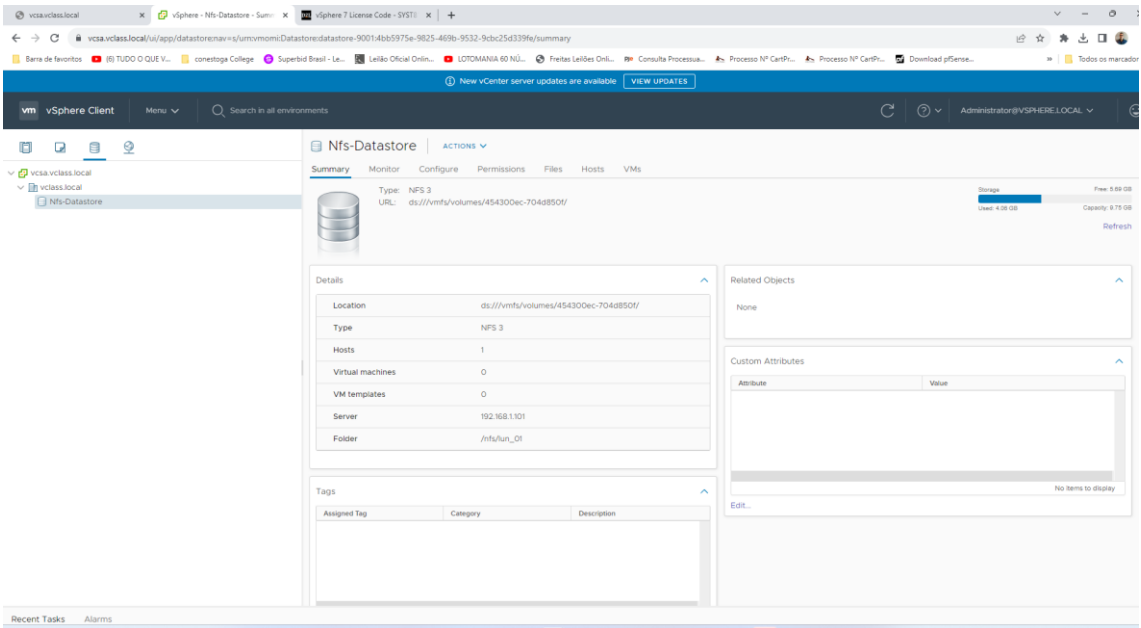 vcsa.vclass.local
vSphere - Nfs-Datastore - Summ
vSphere 7 License Code - SYSTE
vcsa.vclass.local/ui/app/datastore;nav=s/urn:vmomi:Datastore:datastore-9001:4bb5975e-9825-469b-9532-9cbc25d339fe/summary
Barra de favoritos (6) TUDO O QUE V... conestoga College Superbid Brasil - Le... Leilão Oficial Onlin... LOTOMANIA 60 NÚ... Freitas Leilões Onli... Consulta Processua... Processo Nº CartPr... Processo Nº CartPr... Download pfSense... » Todos os marcador
New vCenter server updates are available VIEW UPDATES
vm vSphere Client Menu Search in all environments Administrator@VSPHERE.LOCAL
vcsa.vclass.local
vclass.local
Nfs-Datastore
Nfs-Datastore ACTIONS
Summary Monitor Configure Permissions Files Hosts VMs
Type: NFS 3
URL: ds:///vmfs/volumes/454300ec-704d850f/
Storage Free: 5.69 GB
Used: 4.06 GB Capacity: 9.75 GB
Refresh
Details
Location ds:///vmfs/volumes/454300ec-704d850f/
Type NFS 3
Hosts 1
Virtual machines 0
VM templates 0
Server 192.168.1.101
Folder /nfs/lun_01
Tags
Assigned Tag Category Description
Related Objects
None
Custom Attributes
Attribute Value
No items to display
Edit...
Recent Tasks Alarms